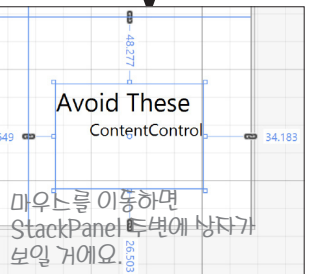 48.277
Avoid These
ContentControl
649
34.183
마우스를 이동하면
StackPanel 주변에 상자가
보일 거예요.
26.503